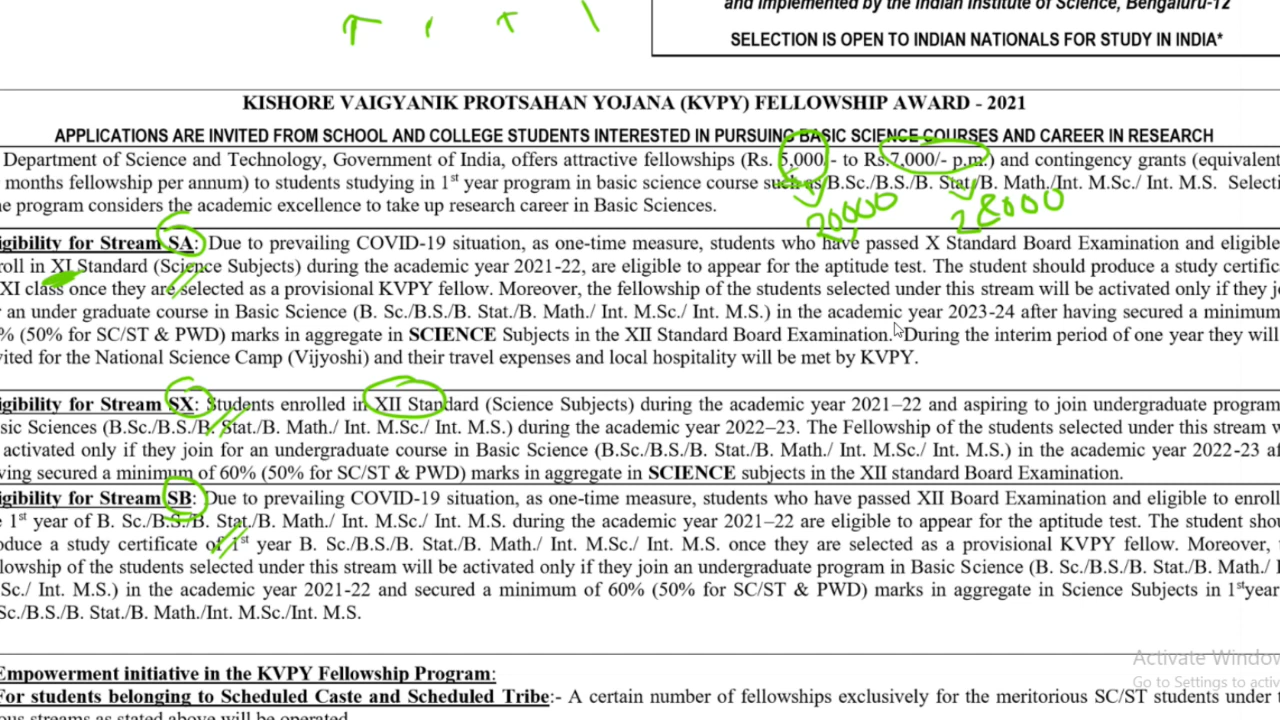 and implemented by the Indian Institute of Science, Bengaluru-12
SELECTION IS OPEN TO INDIAN NATIONALS FOR STUDY IN INDIA*
KISHORE VAIGYANIK PROTSAHAN YOJANA (KVPY) FELLOWSHIP AWARD - 2021
APPLICATIONS ARE INVITED FROM SCHOOL AND COLLEGE STUDENTS INTERESTED IN PURSUING BASIC SCIENCE COURSES AND CAREER IN RESEARCH
Department of Science and Technology, Government of India, offers attractive fellowships (Rs. 5,000/- to Rs.7,000/- p.m.) and contingency grants (equivalent
months fellowship per annum) to students studying in 1st year program in basic science course such as B.Sc./B.S./B. Stat./B. Math./Int. M.Sc./ Int. M.S. Selecti
e program considers the academic excellence to take up research career in Basic Sciences.
20000 28000
igibility for Stream SA: Due to prevailing COVID-19 situation, as one-time measure, students who have passed X Standard Board Examination and eligible
roll in XI Standard (Science Subjects) during the academic year 2021-22, are eligible to appear for the aptitude test. The student should produce a study certific
XI class once they are selected as a provisional KVPY fellow. Moreover, the fellowship of the students selected under this stream will be activated only if they jo
an under graduate course in Basic Science (B. Sc./B.S./B. Stat./B. Math./ Int. M.Sc./ Int. M.S.) in the academic year 2023-24 after having secured a minimum
% (50% for SC/ST & PWD) marks in aggregate in SCIENCE Subjects in the XII Standard Board Examination. During the interim period of one year they will
vited for the National Science Camp (Vijyoshi) and their travel expenses and local hospitality will be met by KVPY.
igibility for Stream SX: Students enrolled in XII Standard (Science Subjects) during the academic year 2021–22 and aspiring to join undergraduate program
sic Sciences (B.Sc./B.S./B. Stat./B. Math./ Int. M.Sc./ Int. M.S.) during the academic year 2022–23. The Fellowship of the students selected under this stream w
activated only if they join for an undergraduate course in Basic Science (B.Sc./B.S./B. Stat./B. Math./ Int. M.Sc./ Int. M.S.) in the academic year 2022-23 af
ving secured a minimum of 60% (50% for SC/ST & PWD) marks in aggregate in SCIENCE subjects in the XII standard Board Examination.
igibility for Stream SB: Due to prevailing COVID-19 situation, as one-time measure, students who have passed XII Board Examination and eligible to enroll
1st year of B. Sc./B.S./B. Stat./B. Math./ Int. M.Sc./ Int. M.S. during the academic year 2021–22 are eligible to appear for the aptitude test. The student shou
oduce a study certificate of 1st year B. Sc./B.S./B. Stat./B. Math./ Int. M.Sc./ Int. M.S. once they are selected as a provisional KVPY fellow. Moreover,
llowship of the students selected under this stream will be activated only if they join an undergraduate program in Basic Science (B. Sc./B.S./B. Stat./B. Math./ I
Sc./ Int. M.S.) in the academic year 2021-22 and secured a minimum of 60% (50% for SC/ST & PWD) marks in aggregate in Science Subjects in 1styear
Sc./B.S./B. Stat./B. Math./Int. M.Sc./Int. M.S.
Activate Window
Empowerment initiative in the KVPY Fellowship Program:
Go to Settings to activ
For students belonging to Scheduled Caste and Scheduled Tribe:- A certain number of fellowships exclusively for the meritorious SC/ST students under
ous streams as stated above will be operated.